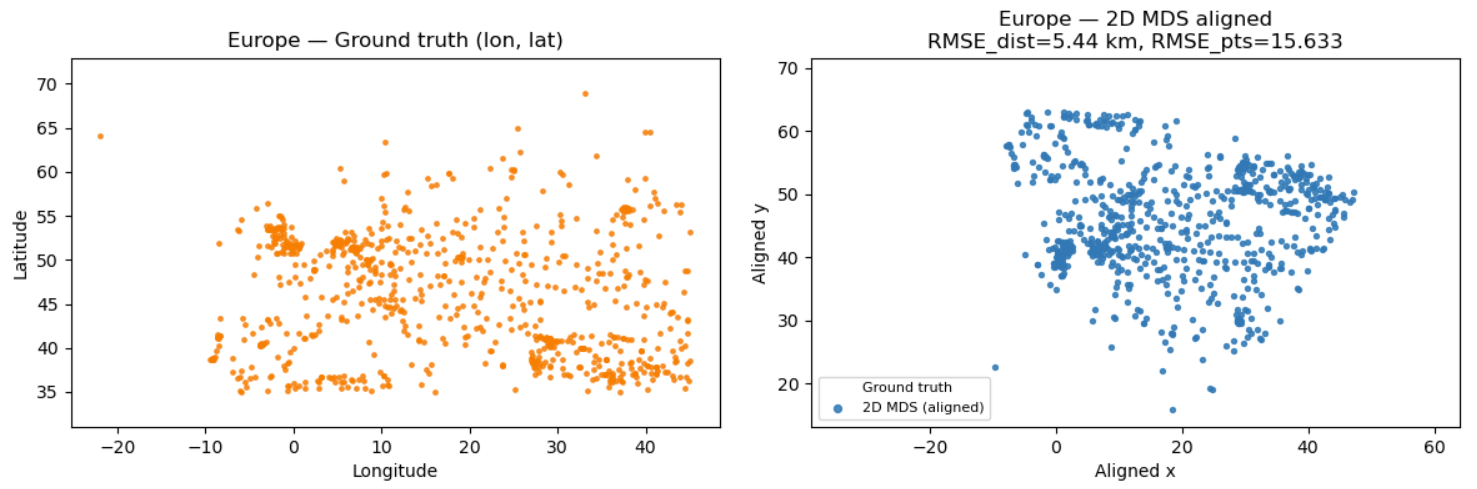 Europe — Ground truth (lon, lat)
70
65
60
55
50
45
40
35
Latitude
−20
−10
0
10
20
30
40
Longitude
Europe — 2D MDS aligned
RMSE_dist=5.44 km, RMSE_pts=15.633
70
60
50
40
30
20
Aligned y
Ground truth
2D MDS (aligned)
−20
0
20
40
60
Aligned x